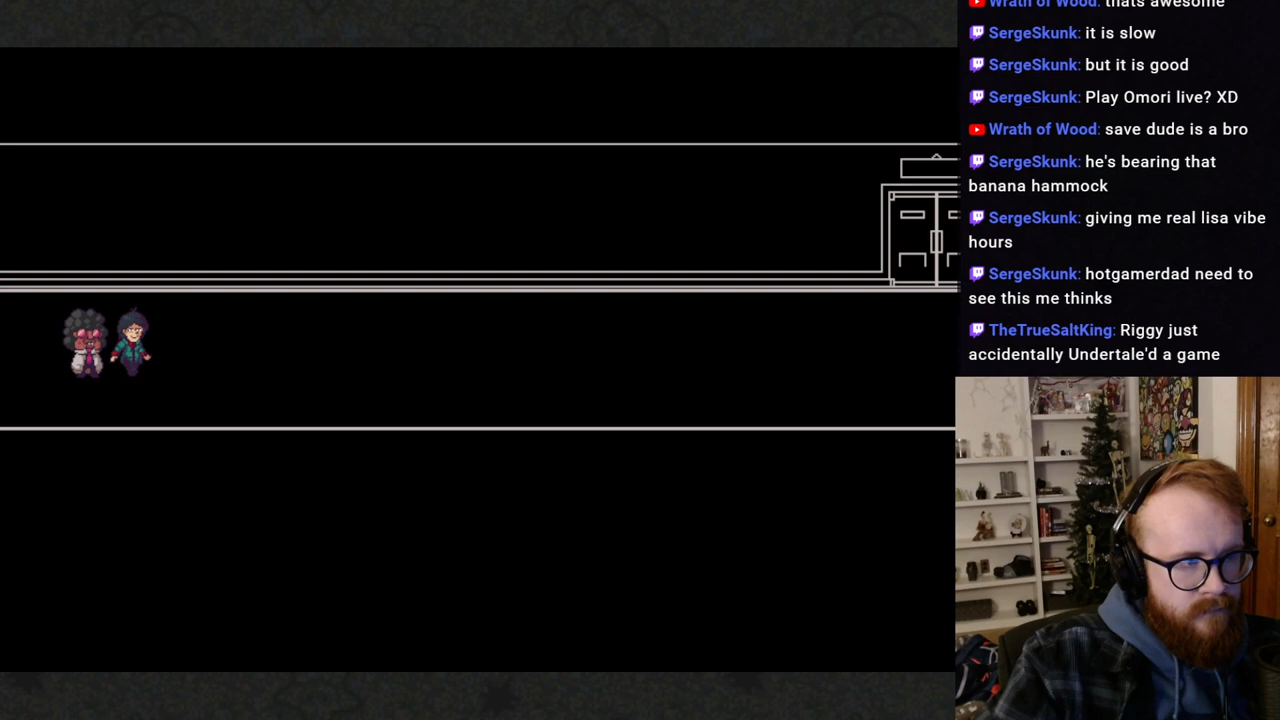 Wrath of Wood: thats awesome
SergeSkunk: it is slow
SergeSkunk: but it is good
SergeSkunk: Play Omori live? XD
Wrath of Wood: save dude is a bro
SergeSkunk: he's bearing that
banana hammock
SergeSkunk: giving me real lisa vibe
hours
SergeSkunk: hotgamerdad need to
see this me thinks
TheTrueSaltKing: Riggy just
accidentally Undertale'd a game